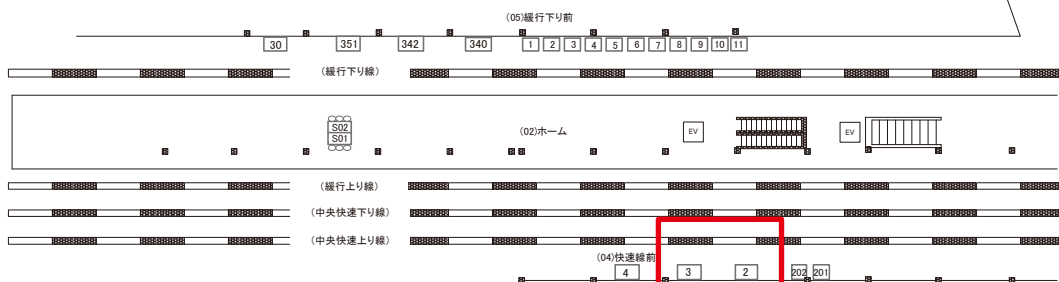 (05)緩行下り前
30 351 342 340 1 2 3 4 5 6 7 8 9 10 11
(緩行下り線)
S02
S01
(02)ホーム
EV EV
(緩行上り線)
(中央快速下り線)
(中央快速上り線)
(04)快速線前
4 3 2 202 201